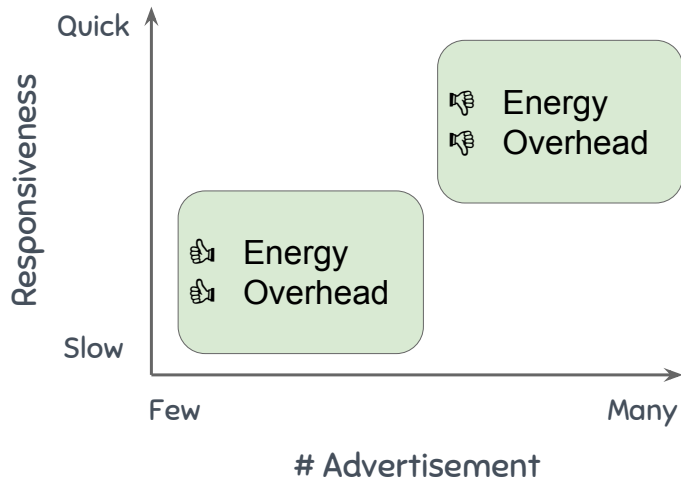 Quick
Responsiveness
Energy
Overhead
Energy
Overhead
Slow
Few
Many
# Advertisement